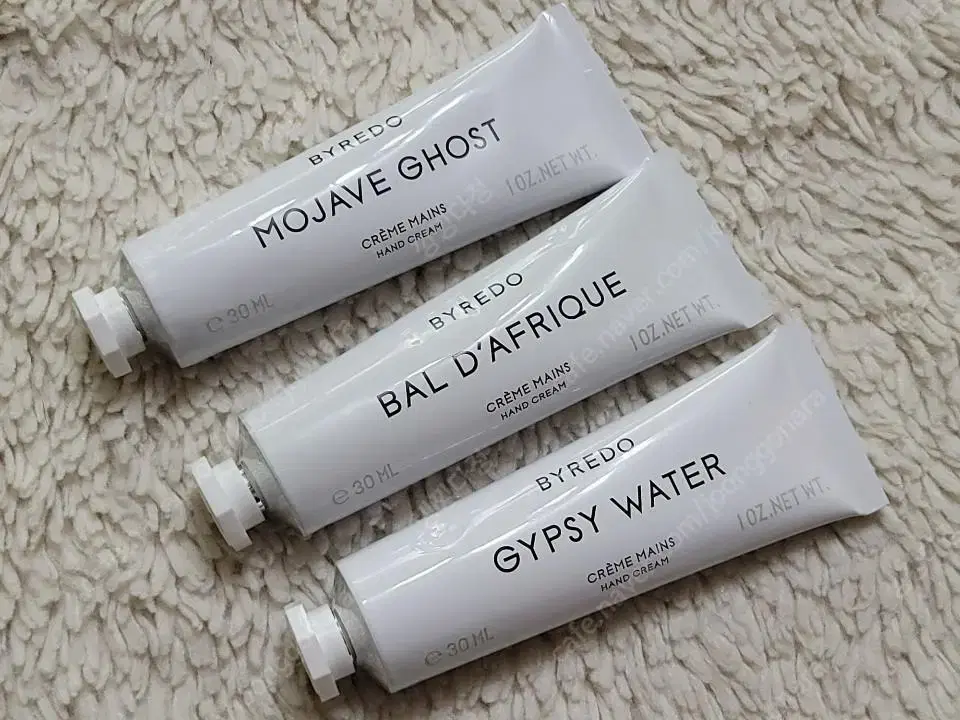 BYREDO
MOJAVE GHOST
CRÈME MAINS
HAND CREAM
1 OZ. NET WT.
e 30 ML
BYREDO
BAL D'AFRIQUE
CRÈME MAINS
HAND CREAM
1 OZ. NET WT.
e 30 ML
BYREDO
GYPSY WATER
CRÈME MAINS
HAND CREAM
1 OZ. NET WT.
e 30 ML